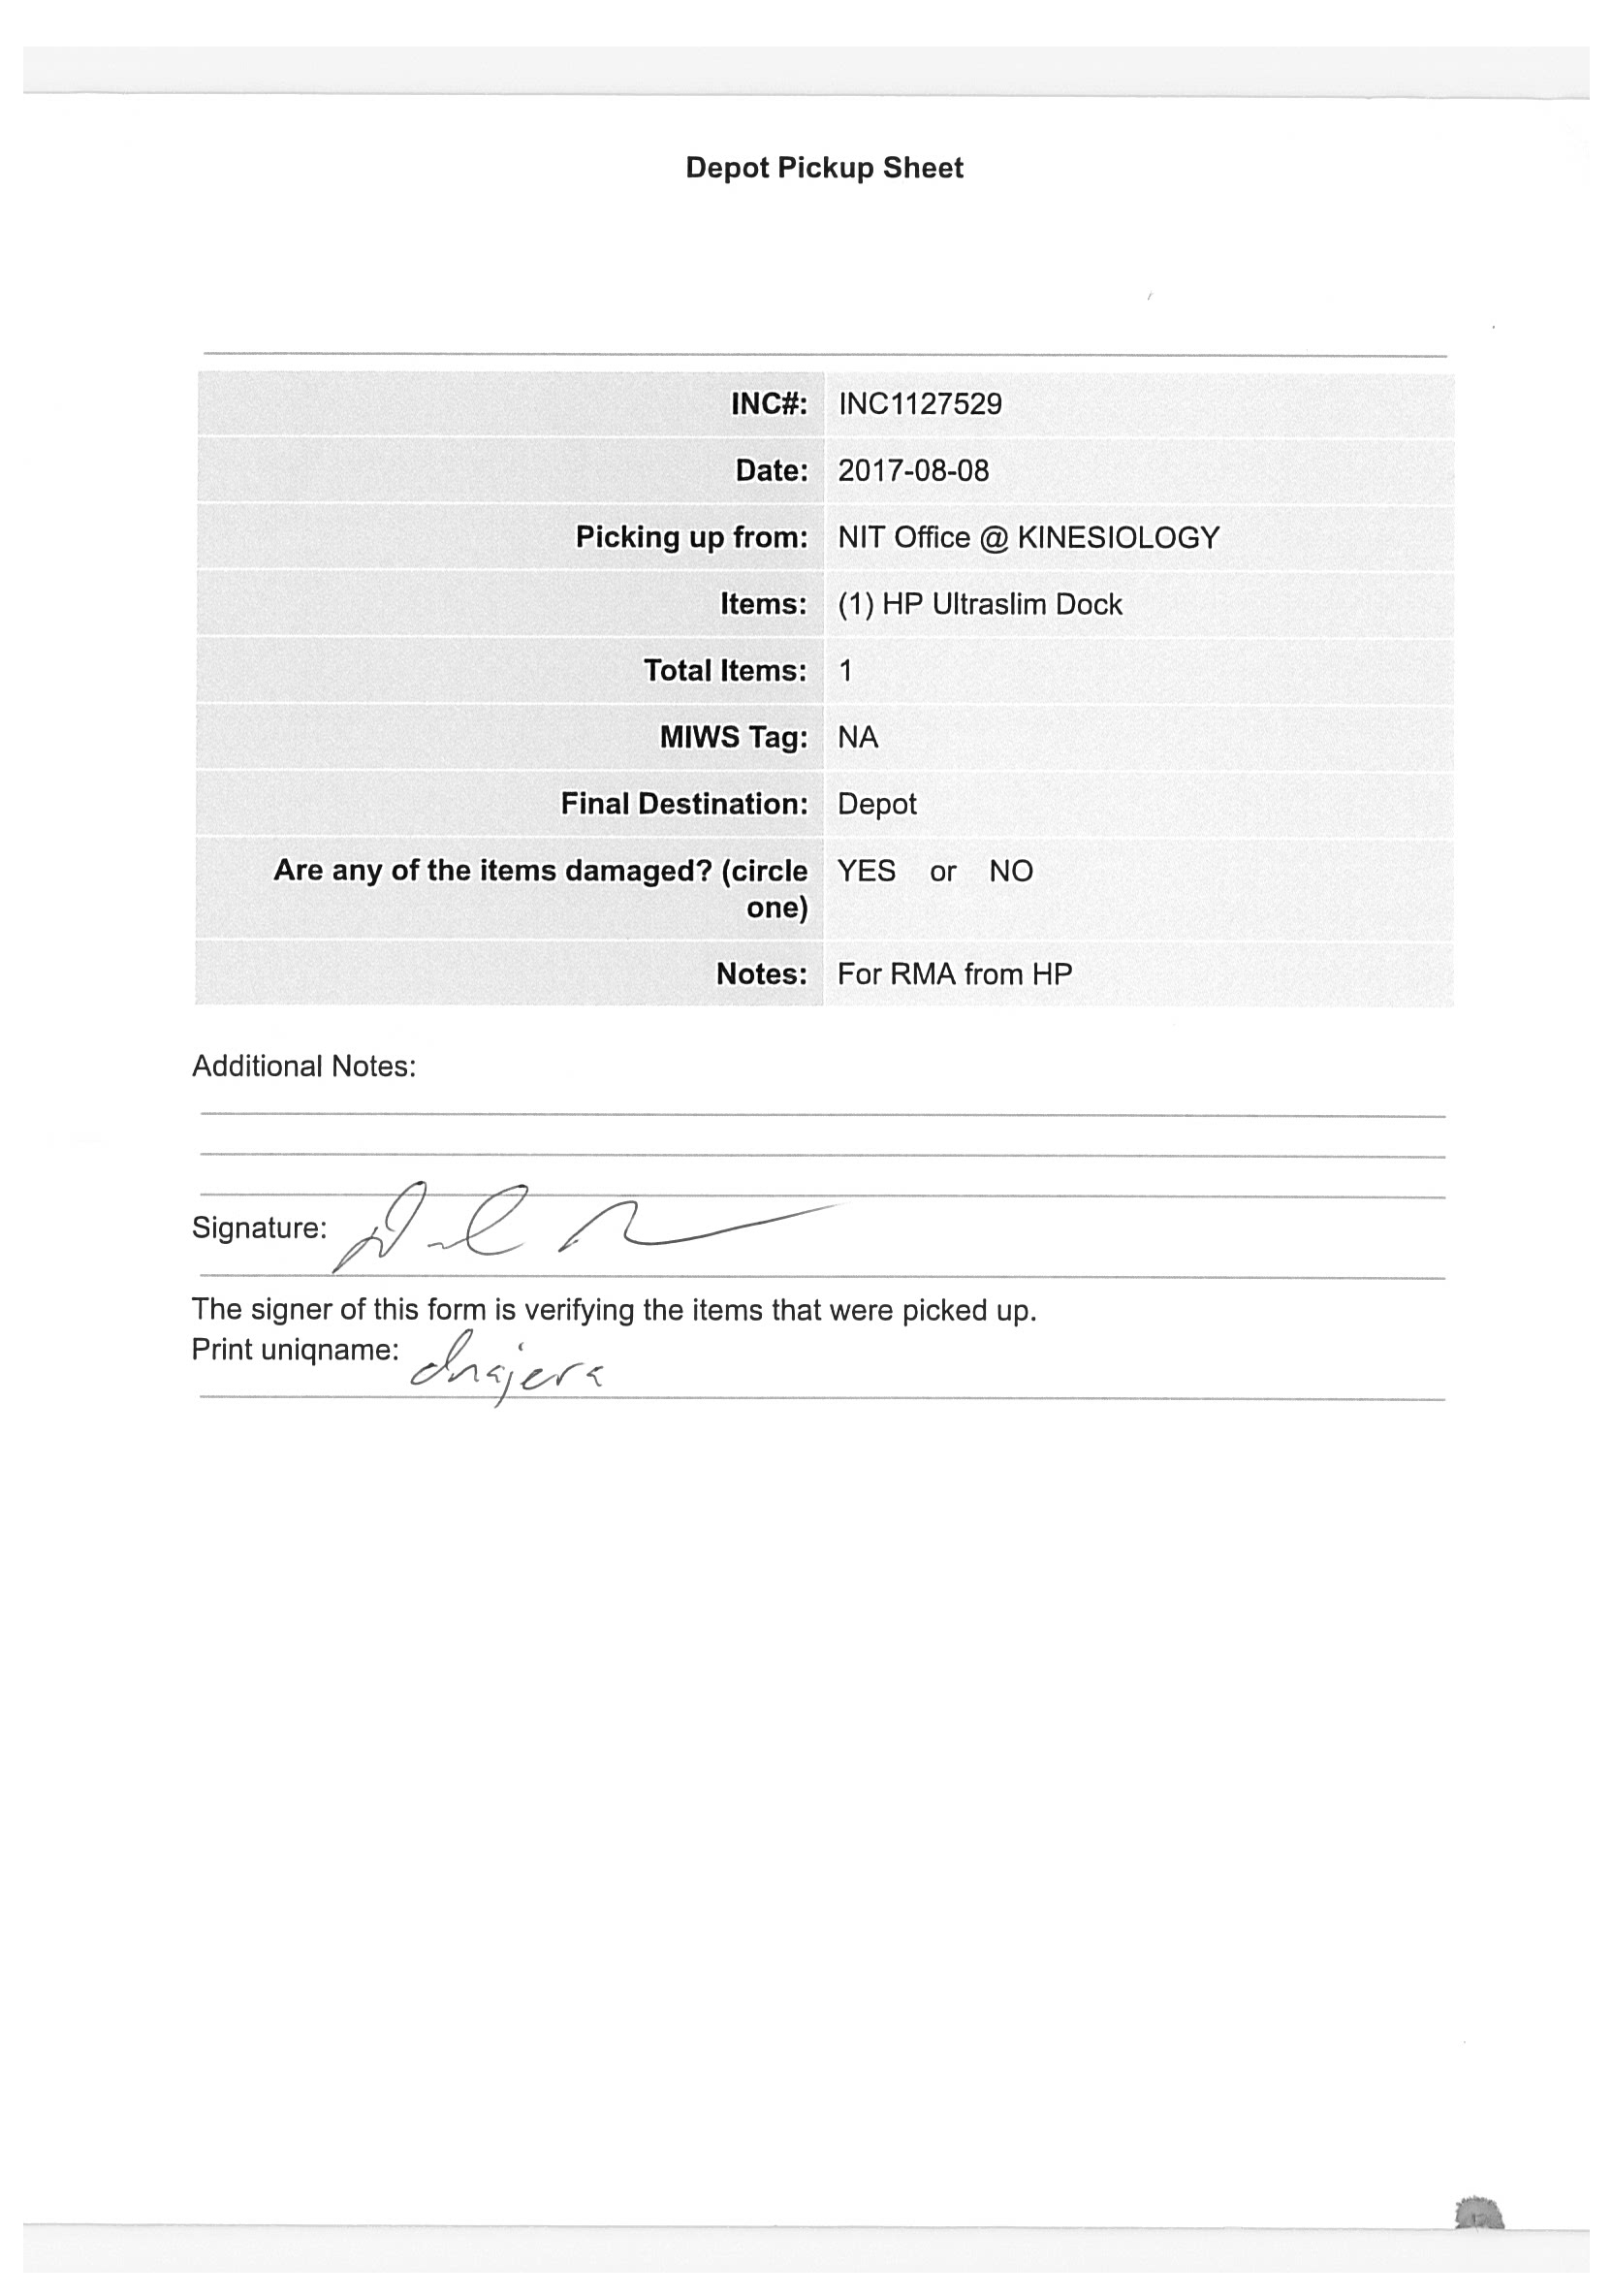 Depot Pickup Sheet
INC#: INC1127529
Date: 2017-08-08
Picking up from: NIT Office @ KINESIOLOGY
Items: (1) HP Ultraslim Dock
Total Items: 1
MIWS Tag: NA
Final Destination: Depot
Are any of the items damaged? (circle YES or NO
one)
Notes: For RMA from HP
Additional Notes:
Signature:
The signer of this form is verifying the items that were picked up.
Print uniqname: dnajera